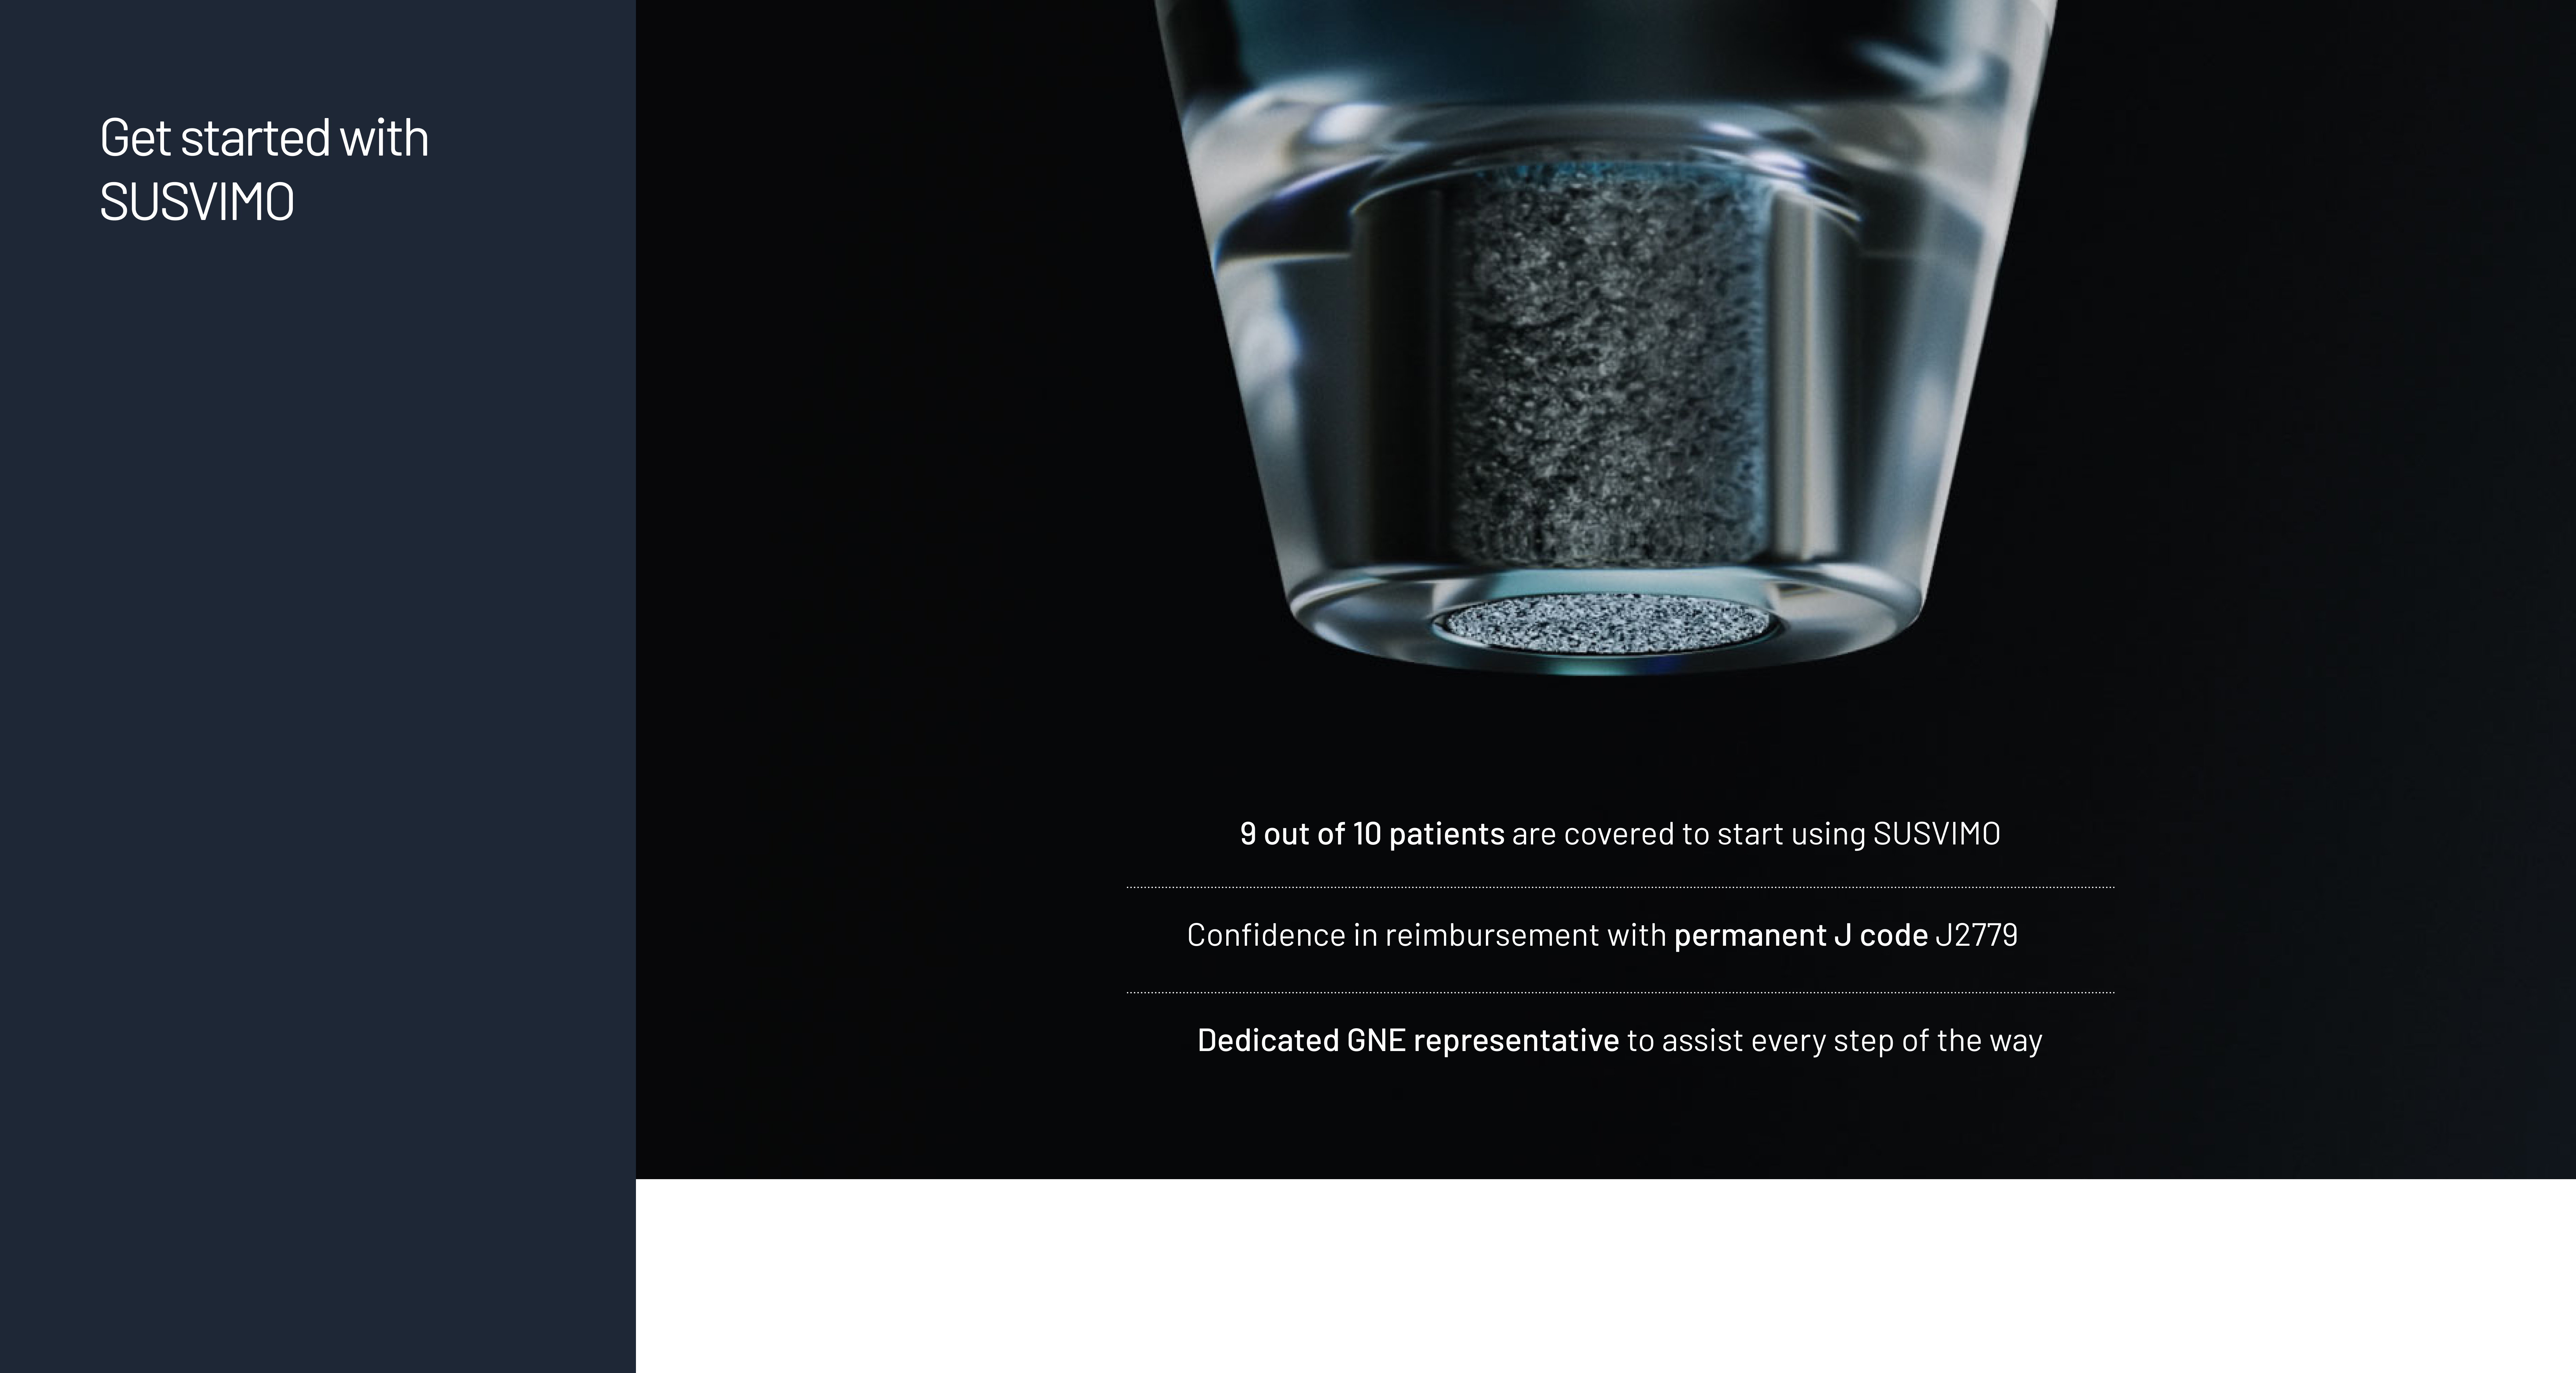 Get started with
SUSVIMO
9 out of 10 patients are covered to start using SUSVIMO
Confidence in reimbursement with permanent J code J2779
Dedicated GNE representative to assist every step of the way